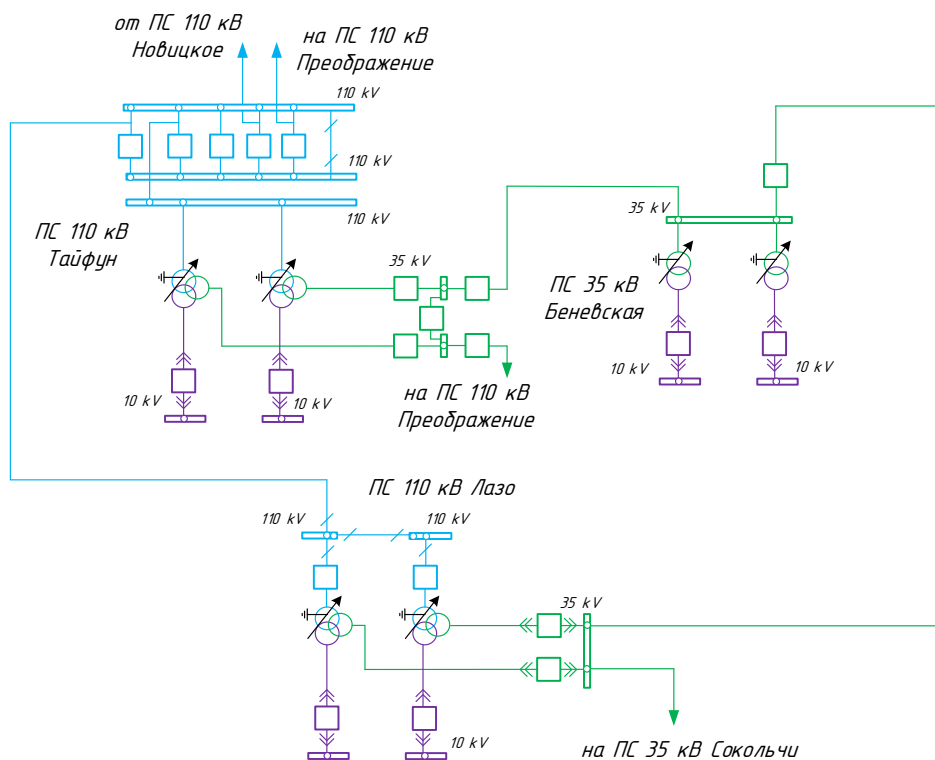 от ПС 110 кВ
Новицкое
на ПС 110 кВ
Преображение
110 kV
110 kV
110 kV
ПС 110 кВ
Тайфун
35 kV
35 kV
ПС 35 кВ
Беневская
10 kV
10 kV
10 kV
10 kV
на ПС 110 кВ
Преображение
ПС 110 кВ Лазо
110 kV
110 kV
35 kV
10 kV
на ПС 35 кВ Сокольчи